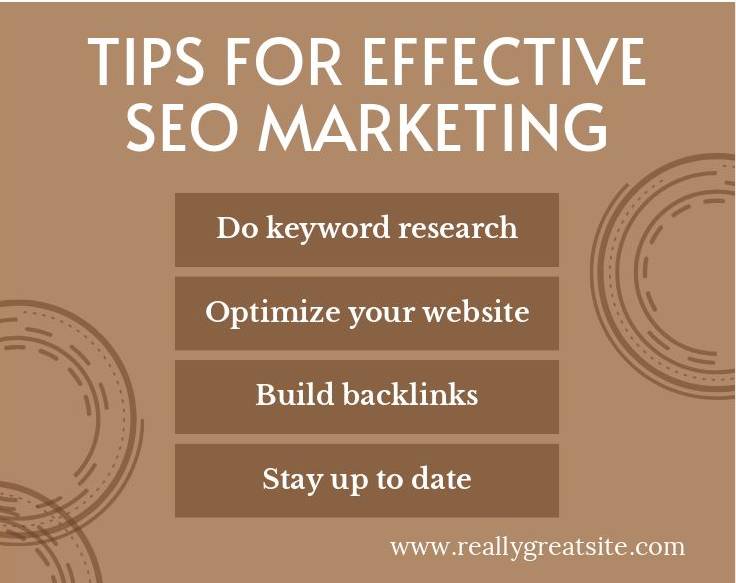 TIPS FOR EFFECTIVE
SEO MARKETING
Do keyword research
Optimize your website
Build backlinks
Stay up to date
www.reallygreatsite.com